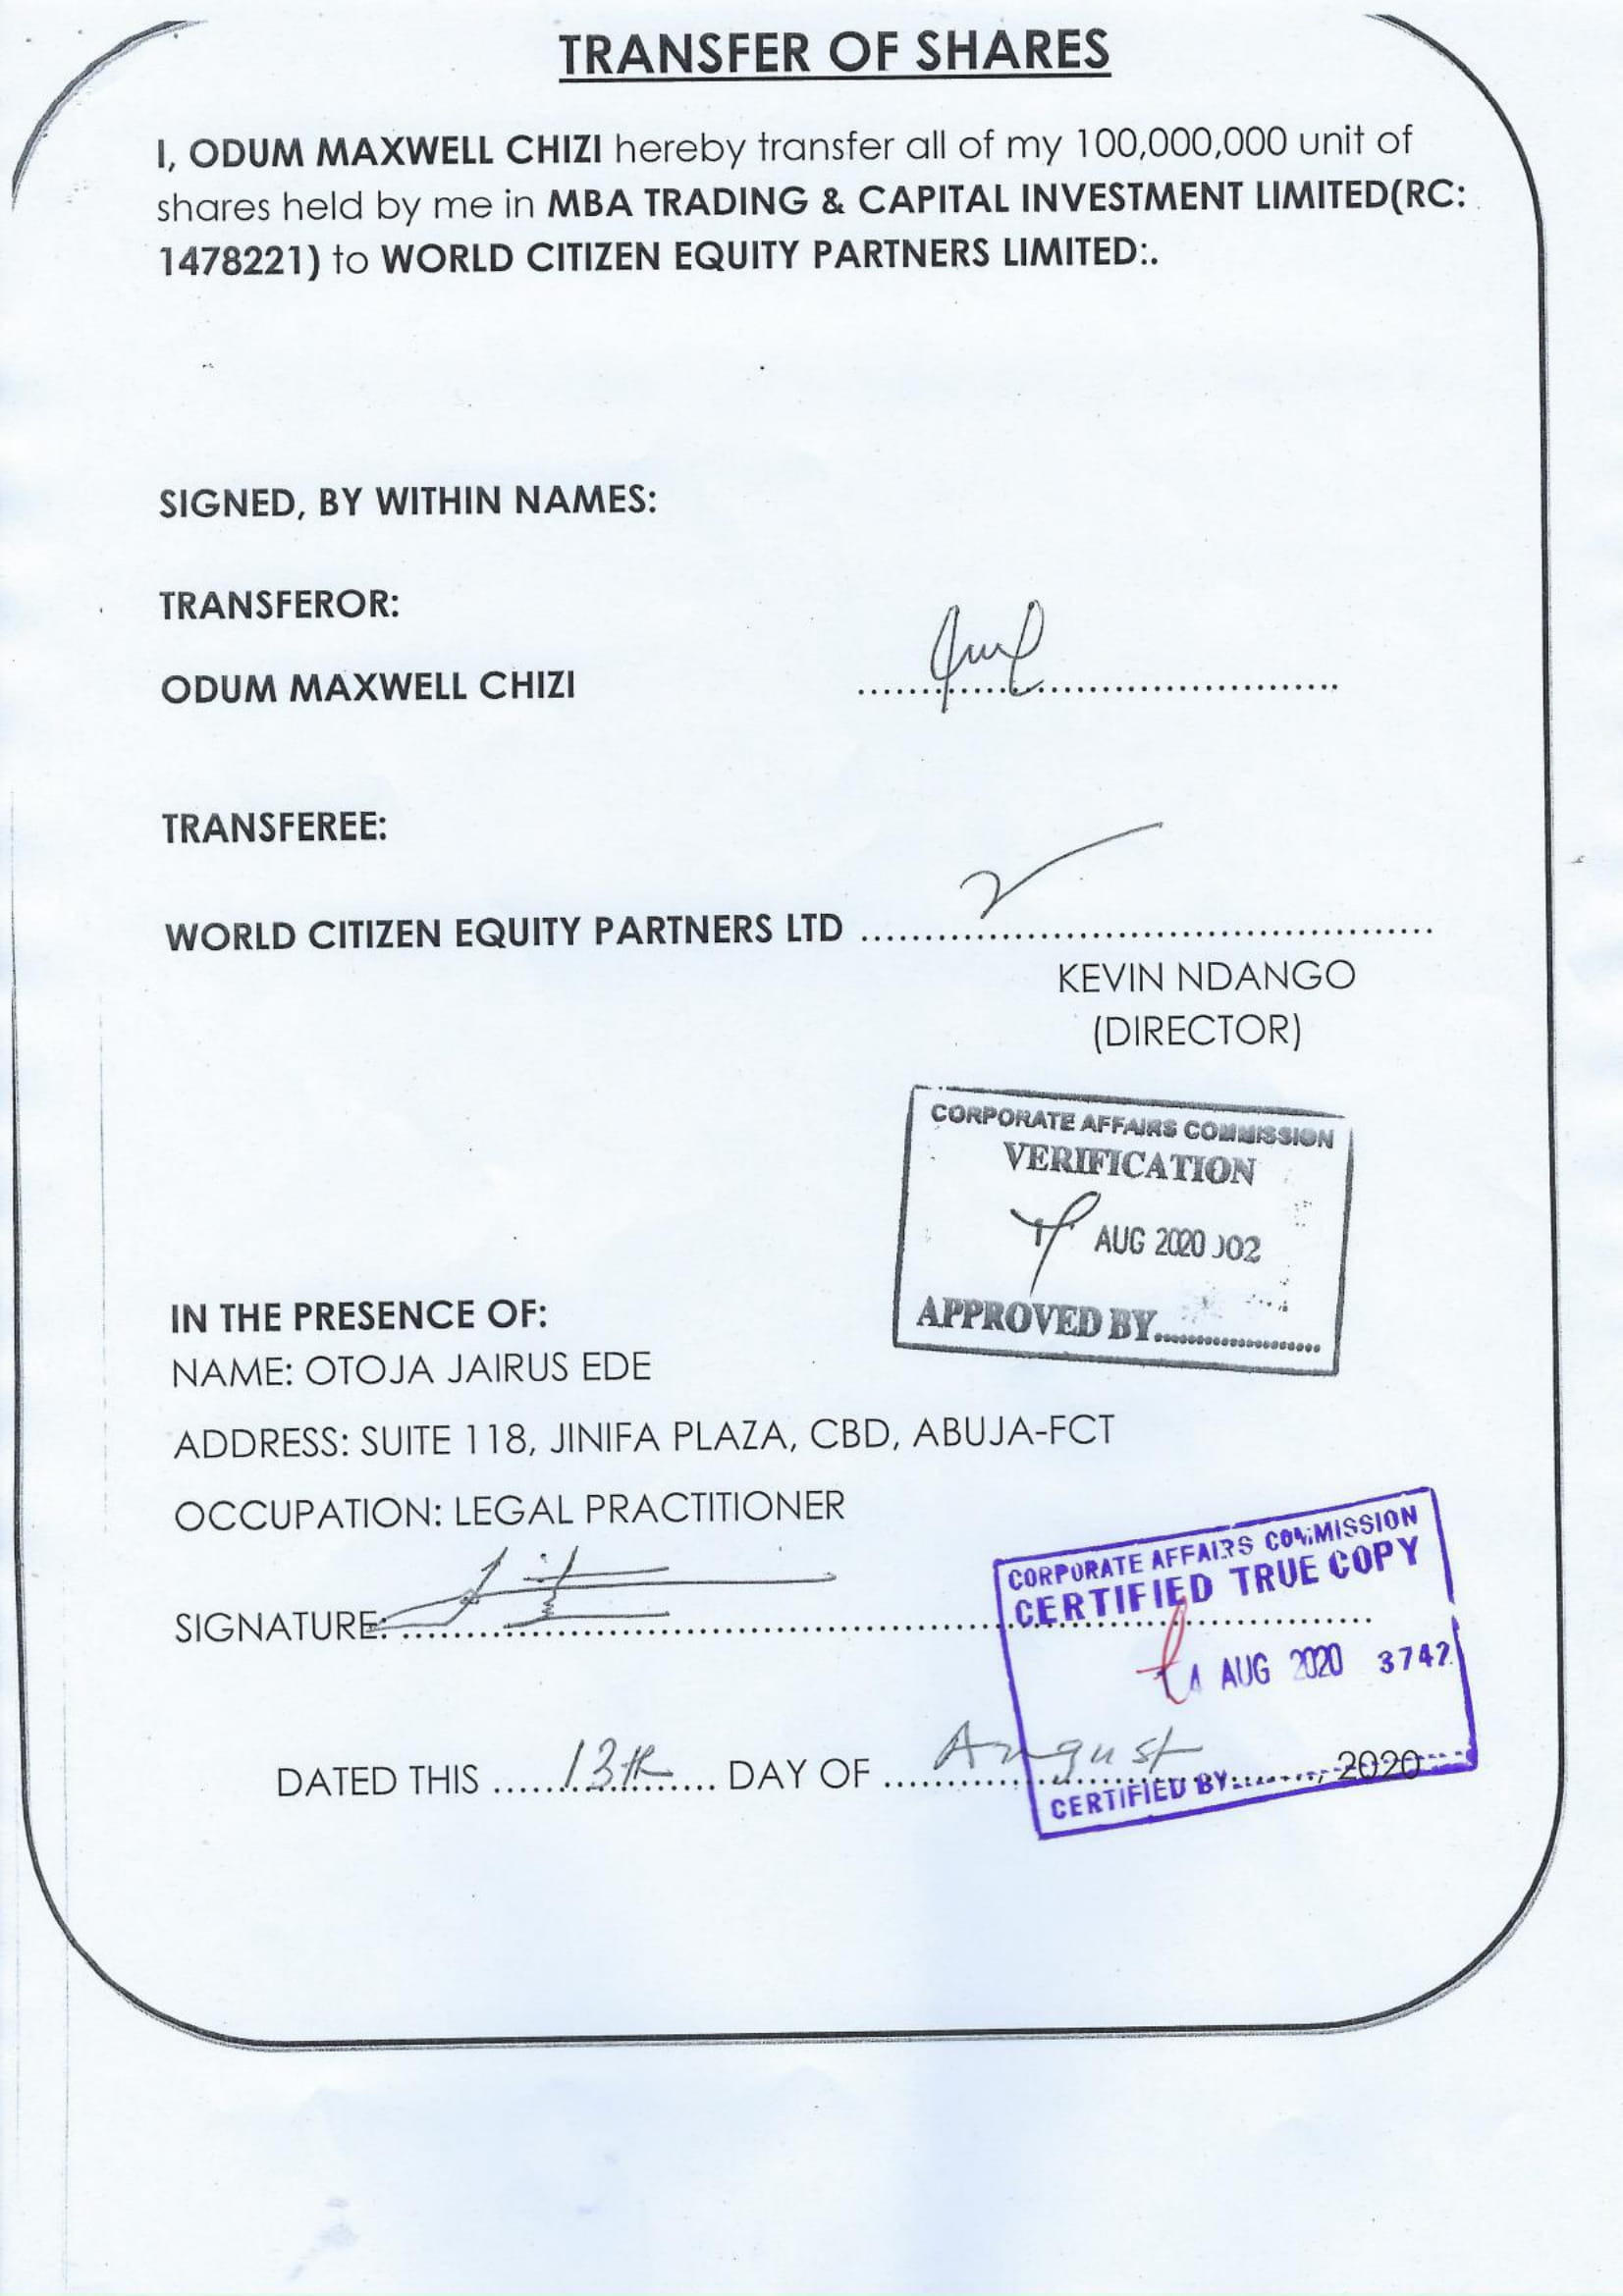 TRANSFER OF SHARES
I, ODUM MAXWELL CHIZI hereby transfer all of my 100,000,000 unit of
shares held by me in MBA TRADING & CAPITAL INVESTMENT LIMITED(RC:
1478221) to WORLD CITIZEN EQUITY PARTNERS LIMITED:.
SIGNED, BY WITHIN NAMES:
TRANSFEROR:
ODUM MAXWELL CHIZI
TRANSFEREE:
WORLD CITIZEN EQUITY PARTNERS LTD
KEVIN NDANGO
(DIRECTOR)
CORPORATE AFFAIRS COMMISSION
VERIFICATION
AUG 2020
APPROVED BY
IN THE PRESENCE OF:
NAME: OTOJA JAIRUS EDE
ADDRESS: SUITE 118, JINIFA PLAZA, CBD, ABUJA-FCT
OCCUPATION: LEGAL PRACTITIONER
SIGNATURE:
CORPORATE AFFAIRS COMMISSION
CERTIFIED TRUE COPY
AUG 2020 3742
DATED THIS 13th DAY OF August, 2020
CERTIFIED BY